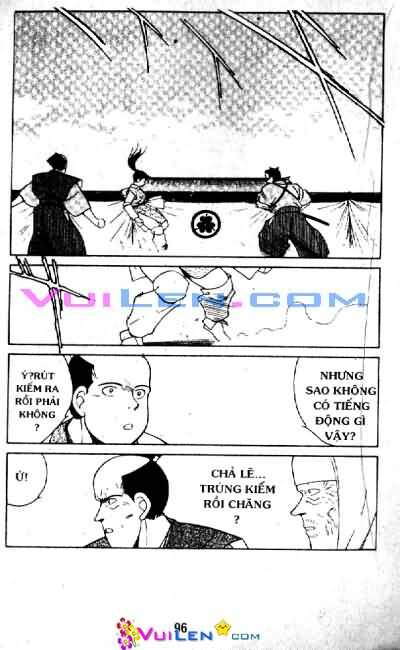 VuiLen.com
NHƯNG
SAO KHÔNG
CÓ TIẾNG
ĐỘNG GÌ
VẬY?
Ý?RÚT
KIẾM RA
RỒI PHẢI
KHÔNG
?
CHẢ LẼ...
TRÚNG KIẾM
RỒI CHĂNG
?
Ừ!
96
VuiLen